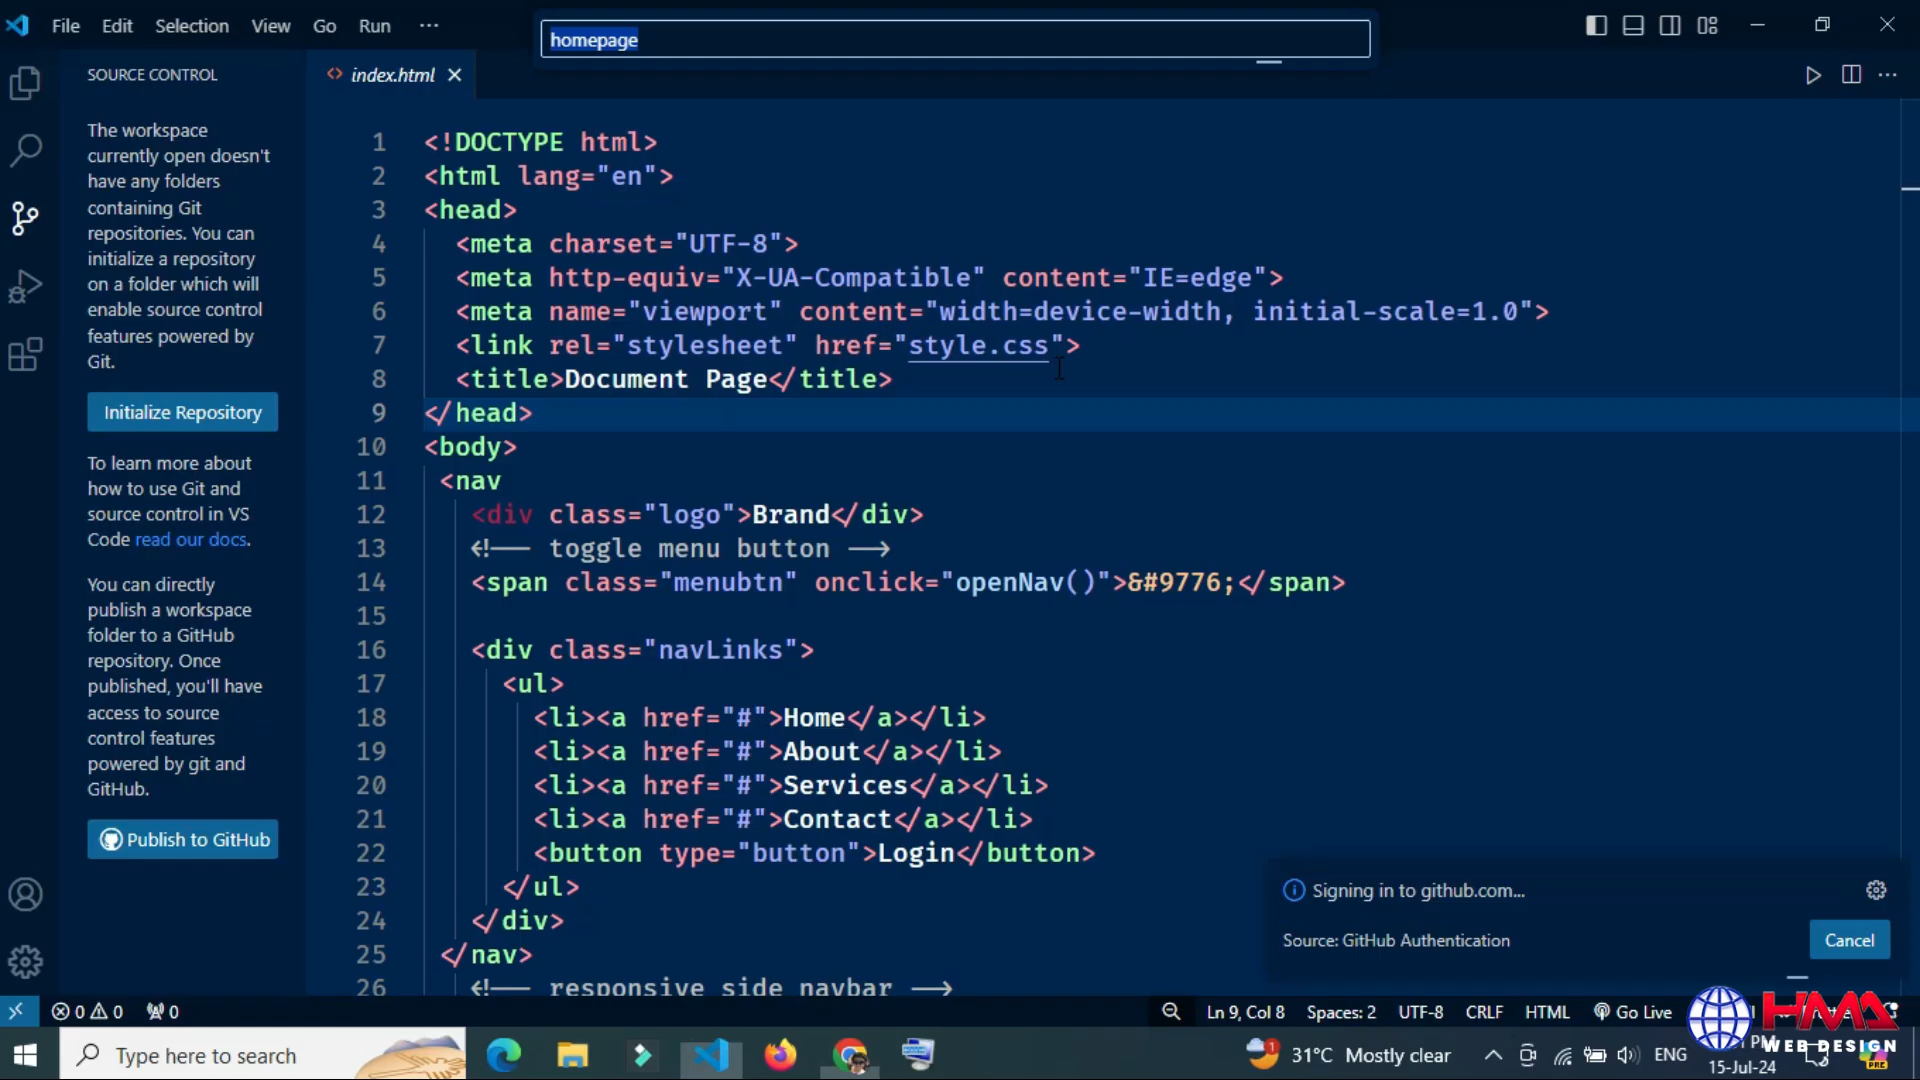 File Edit Selection View Go Run ···
homepage
SOURCE CONTROL
index.html
The workspace
currently open doesn't
have any folders
containing Git
repositories. You can
initialize a repository
on a folder which will
enable source control
features powered by
Git.
Initialize Repository
To learn more about
how to use Git and
source control in VS
Code read our docs.
You can directly
publish a workspace
folder to a GitHub
repository. Once
published, you'll have
access to source
control features
powered by git and
GitHub.
Publish to GitHub
1 <!DOCTYPE html>
2 <html lang="en">
3 <head>
4 <meta charset="UTF-8">
5 <meta http-equiv="X-UA-Compatible" content="IE=edge">
6 <meta name="viewport" content="width=device-width, initial-scale=1.0">
7 <link rel="stylesheet" href="style.css">
8 <title>Document Page</title>
9 </head>
10 <body>
11 <nav
12 <div class="logo">Brand</div>
13 <!-- toggle menu button -->
14 <span class="menubtn" onclick="openNav()">&#9776;</span>
15
16 <div class="navLinks">
17 <ul>
18 <li><a href="#">Home</a></li>
19 <li><a href="#">About</a></li>
20 <li><a href="#">Services</a></li>
21 <li><a href="#">Contact</a></li>
22 <button type="button">Login</button>
23 </ul>
24 </div>
25 </nav>
26 <!-- responsive side navbar -->
Signing in to github.com...
Source: GitHub Authentication
Cancel
0 0 0
Ln 9, Col 8 Spaces: 2 UTF-8 CRLF HTML Go Live
HMA
WEB DESIGN
Type here to search
1 31°C Mostly clear
ENG
15-Jul-24
PRE